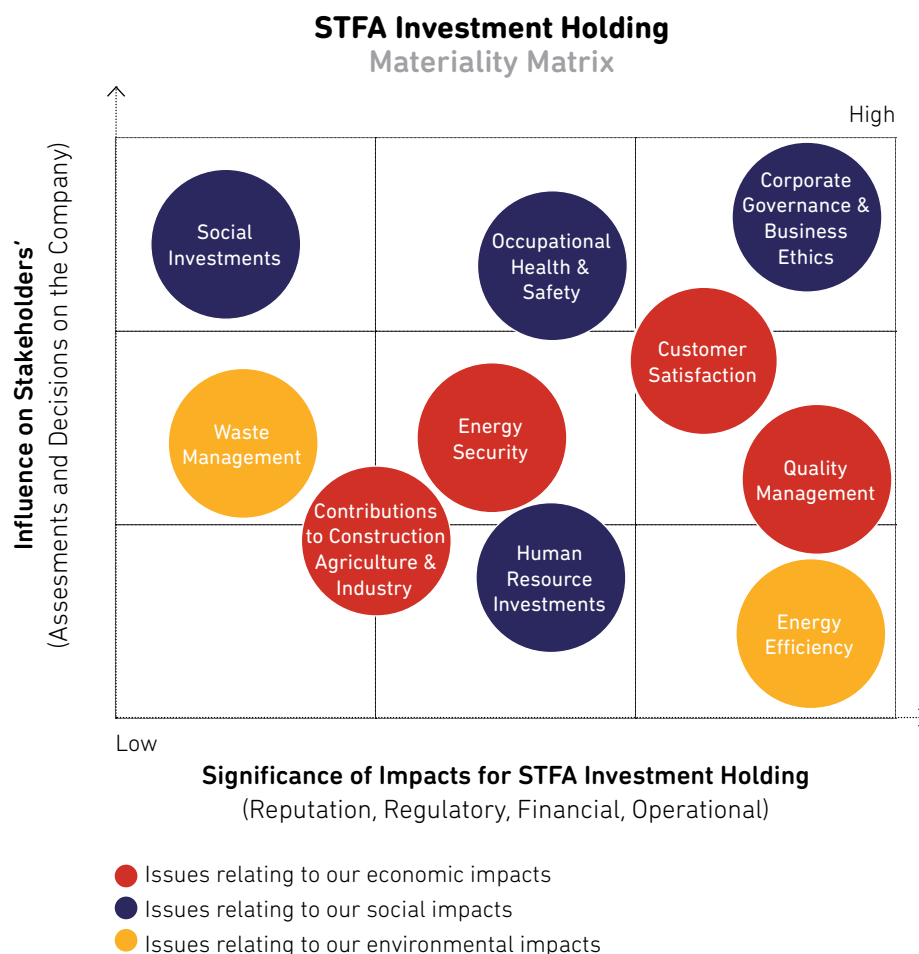 STFA Investment Holding
Materiality Matrix
High
Influence on Stakeholders'
(Assesments and Decisions on the Company)
Social
Investments
Occupational
Health &
Safety
Corporate
Governance &
Business
Ethics
Customer
Satisfaction
Waste
Management
Energy
Security
Quality
Management
Contributions
to Construction
Agriculture &
Industry
Human
Resource
Investments
Energy
Efficiency
Low
Significance of Impacts for STFA Investment Holding
(Reputation, Regulatory, Financial, Operational)
Issues relating to our economic impacts
Issues relating to our social impacts
Issues relating to our environmental impacts